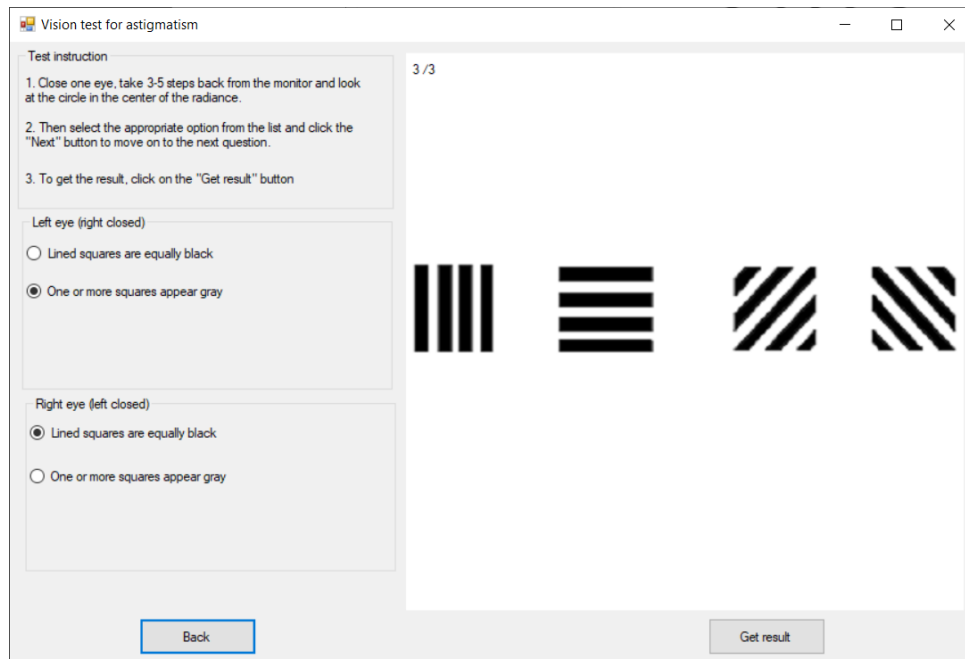 Vision test for astigmatism
Test instruction
1. Close one eye, take 3-5 steps back from the monitor and look
at the circle in the center of the radiance.
2. Then select the appropriate option from the list and click the
"Next" button to move on to the next question.
3. To get the result, click on the "Get result" button
3 /3
Left eye (right closed)
Lined squares are equally black
One or more squares appear gray
Right eye (left closed)
Lined squares are equally black
One or more squares appear gray
Back
Get result